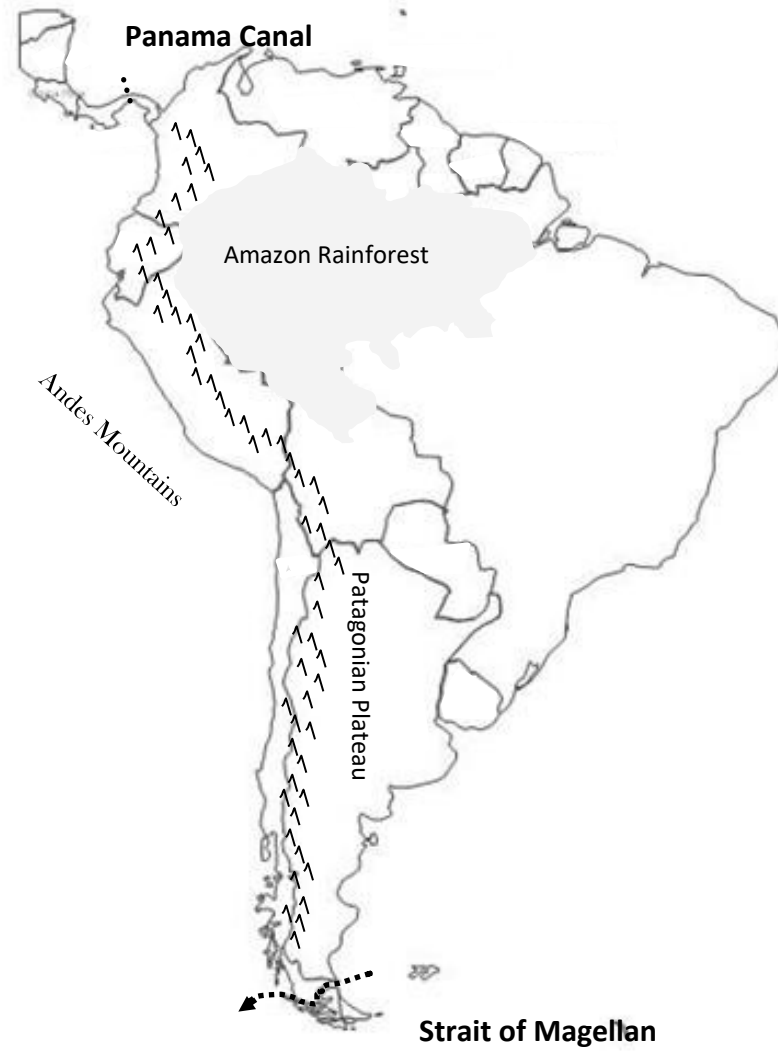 Panama Canal
Amazon Rainforest
Andes Mountains
Patagonian Plateau
Strait of Magellan